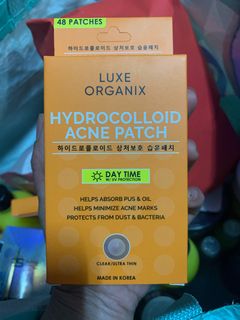 48 PATCHES
하이드로콜로이드 상처보호 습윤패치
LUXE
ORGANIX
HYDROCOLLOID
ACNE PATCH
하이드로콜로이드 상처보호 습윤패치
DAY TIME
W/ UV PROTECTION
HELPS ABSORB PUS & OIL
HELPS MINIMIZE ACNE MARKS
PROTECTS FROM DUST & BACTERIA
CLEAR/ULTRA THIN
MADE IN KOREA